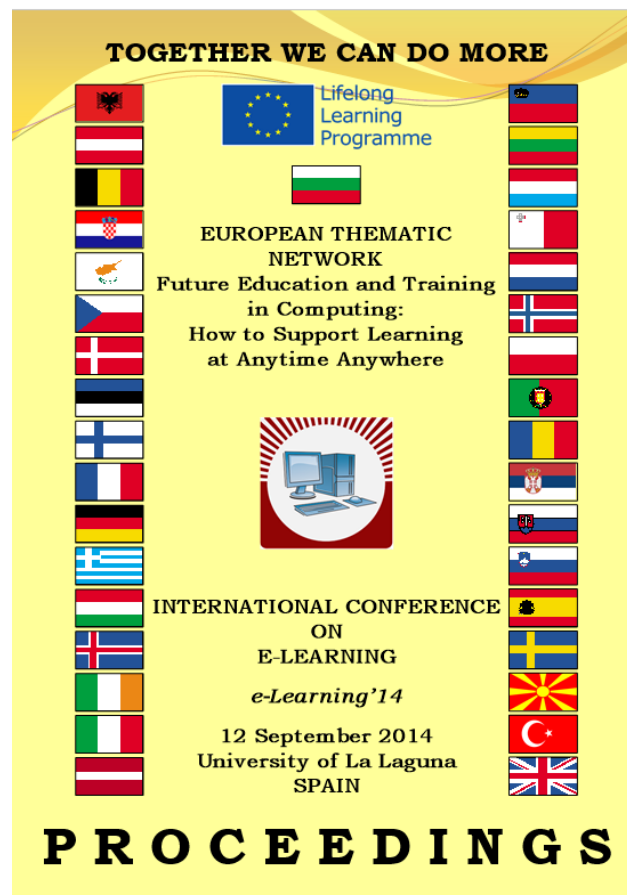 TOGETHER WE CAN DO MORE
Lifelong
Learning
Programme
EUROPEAN THEMATIC
NETWORK
Future Education and Training
in Computing:
How to Support Learning
at Anytime Anywhere
INTERNATIONAL CONFERENCE
ON
E-LEARNING
e-Learning'14
12 September 2014
University of La Laguna
SPAIN
PROCEEDINGS